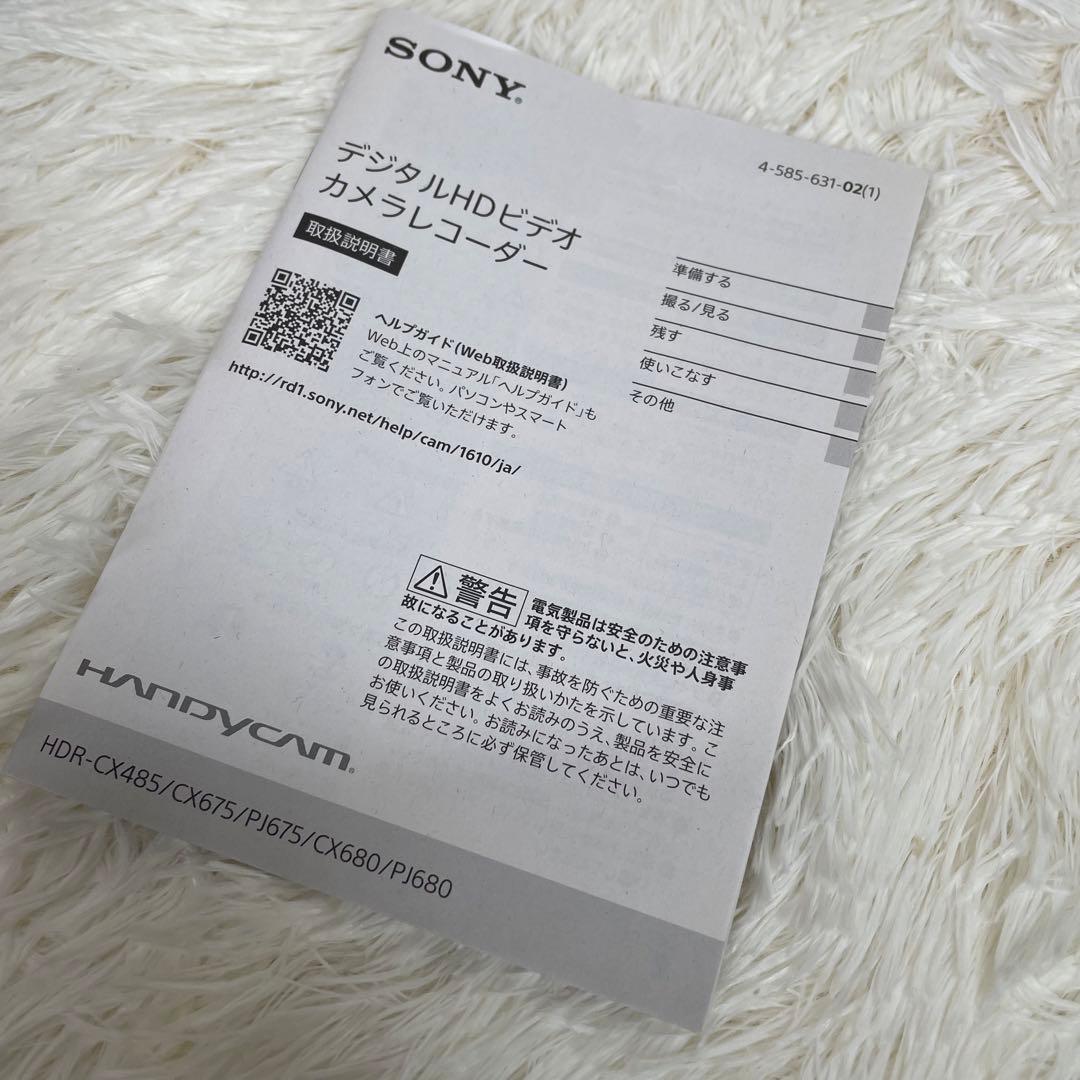 SONY®
4-585-631-02(1)
デジタルHDビデオ
カメラレコーダー
取扱説明書
準備する
撮る/見る
残す
使いこなす
その他
ヘルプガイド(Web取扱説明書)
Web上のマニュアル「ヘルプガイド」も
ご覧ください。パソコンやスマート
フォンでご覧いただけます。
http://rd1.sony.net/help/cam/1610/ja/
警告
電気製品は安全のための注意事
項を守らないと、火災や人身事
故になることがあります。
この取扱説明書には、事故を防ぐための重要な注
意事項と製品の取り扱いかたを示しています。こ
の取扱説明書をよくお読みのうえ、製品を安全に
お使いください。お読みになったあとは、いつでも
見られるところに必ず保管してください。
HANDYCAM®
HDR-CX485/CX675/PJ675/CX680/PJ680